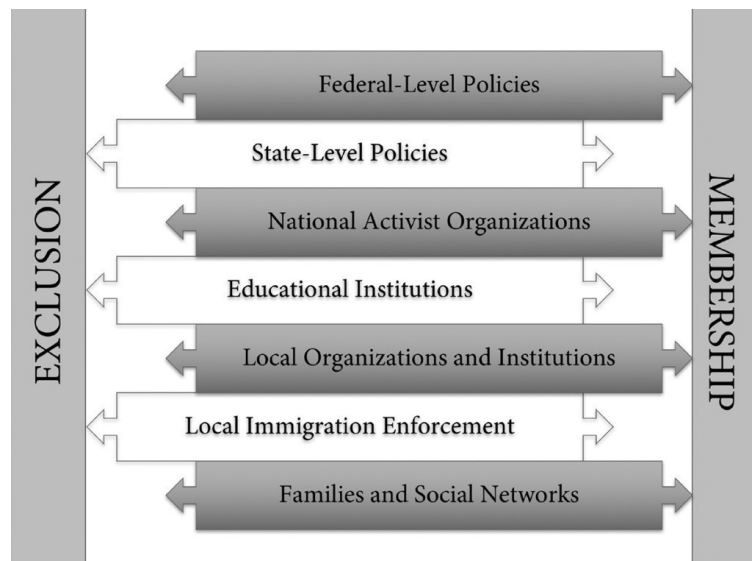 EXCLUSION
Federal-Level Policies
State-Level Policies
National Activist Organizations
Educational Institutions
Local Organizations and Institutions
Local Immigration Enforcement
Families and Social Networks
MEMBERSHIP